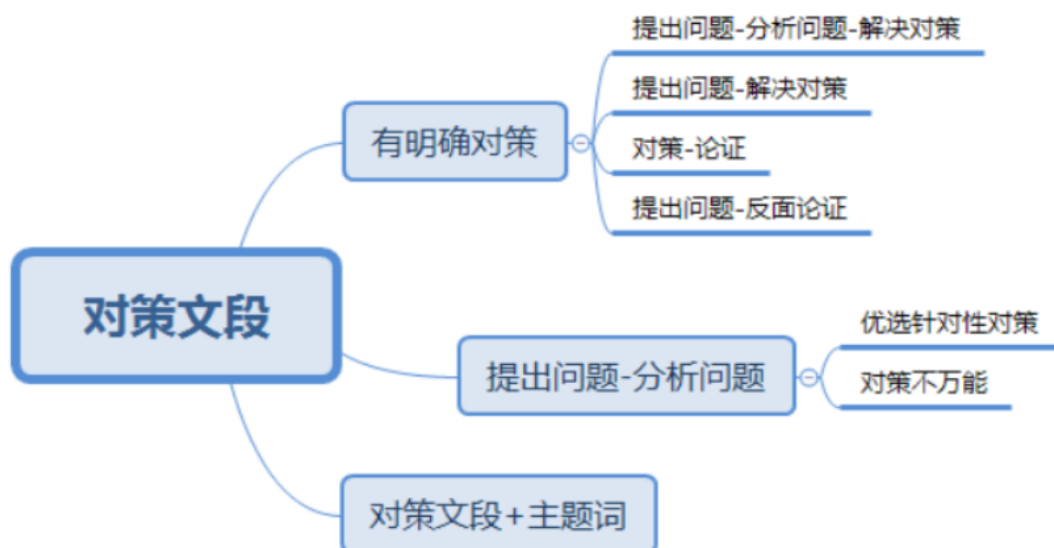 提出问题-分析问题-解决对策
提出问题-解决对策
有明确对策
对策-论证
提出问题-反面论证
对策文段
优选针对性对策
提出问题-分析问题
对策不万能
对策文段+主题词